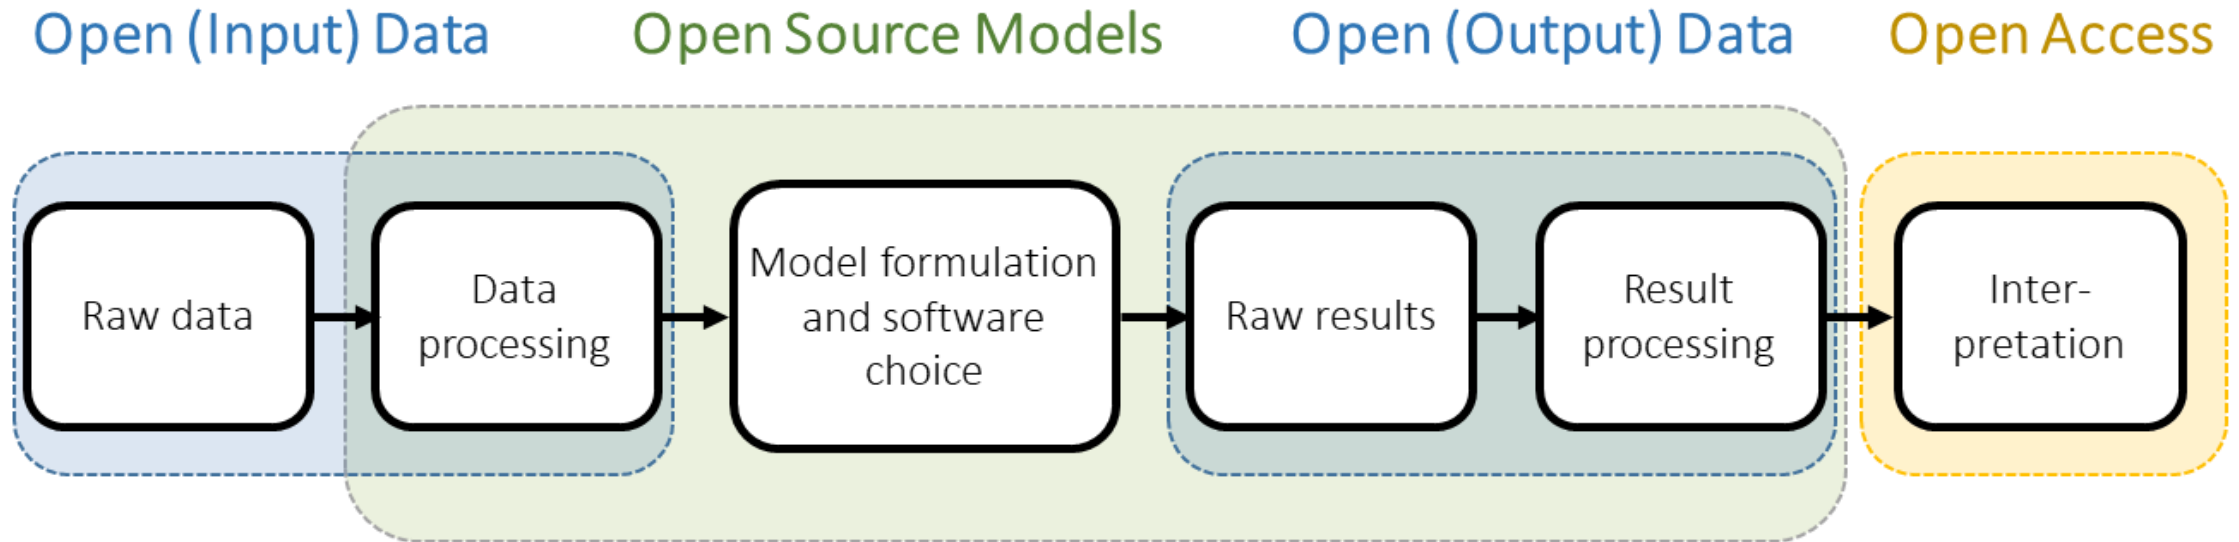 Open (Input) Data
Open Source Models
Open (Output) Data
Open Access
Raw data
Data
processing
Model formulation
and software
choice
Raw results
Result
processing
Inter-
pretation